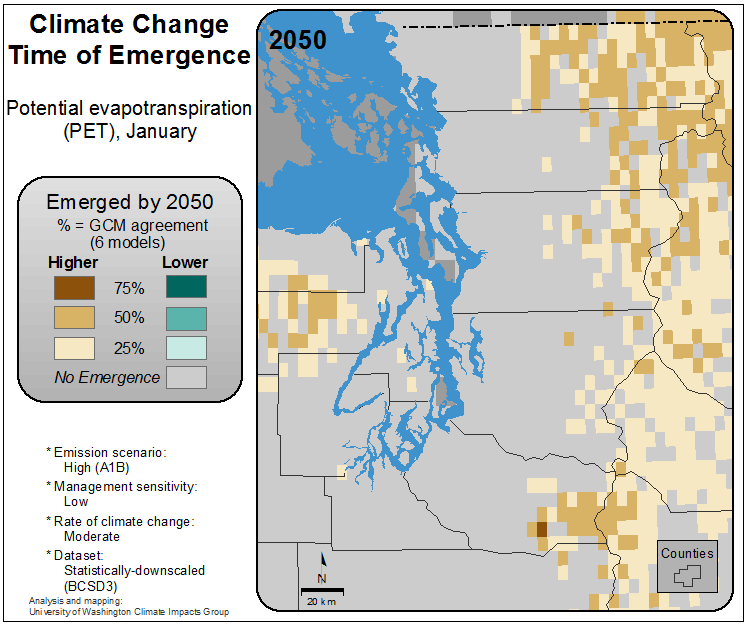 Climate Change
Time of Emergence
Potential evapotranspiration
(PET), January
Emerged by 2050
% = GCM agreement
(6 models)
Higher Lower
75%
50%
25%
No Emergence
* Emission scenario:
High (A1B)
* Management sensitivity:
Low
* Rate of climate change:
Moderate
* Dataset:
Statistically-downscaled
(BCSD3)
Analysis and mapping:
University of Washington Climate Impacts Group
2050
N
20 km
Counties